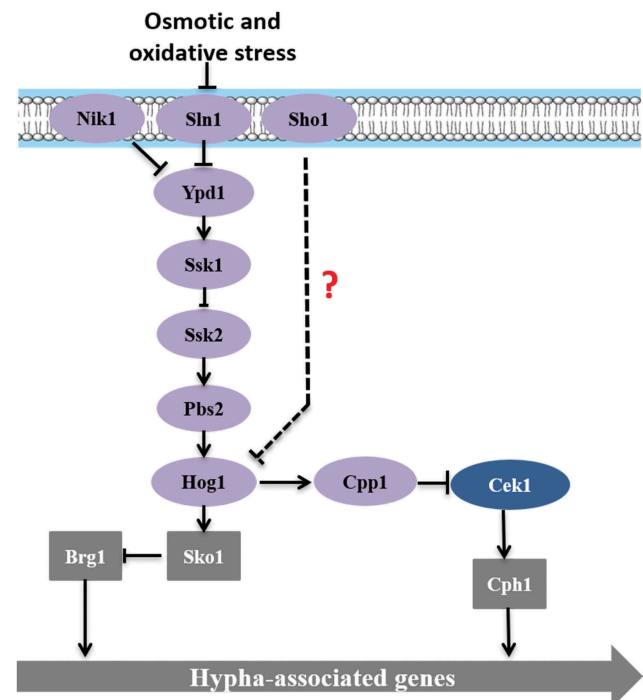 Osmotic and
oxidative stress
Nik1
Sln1
Sho1
Ypd1
Ssk1
?
Ssk2
Pbs2
Hog1
Cpp1
Cek1
Brg1
Sko1
Cph1
Hypha-associated genes